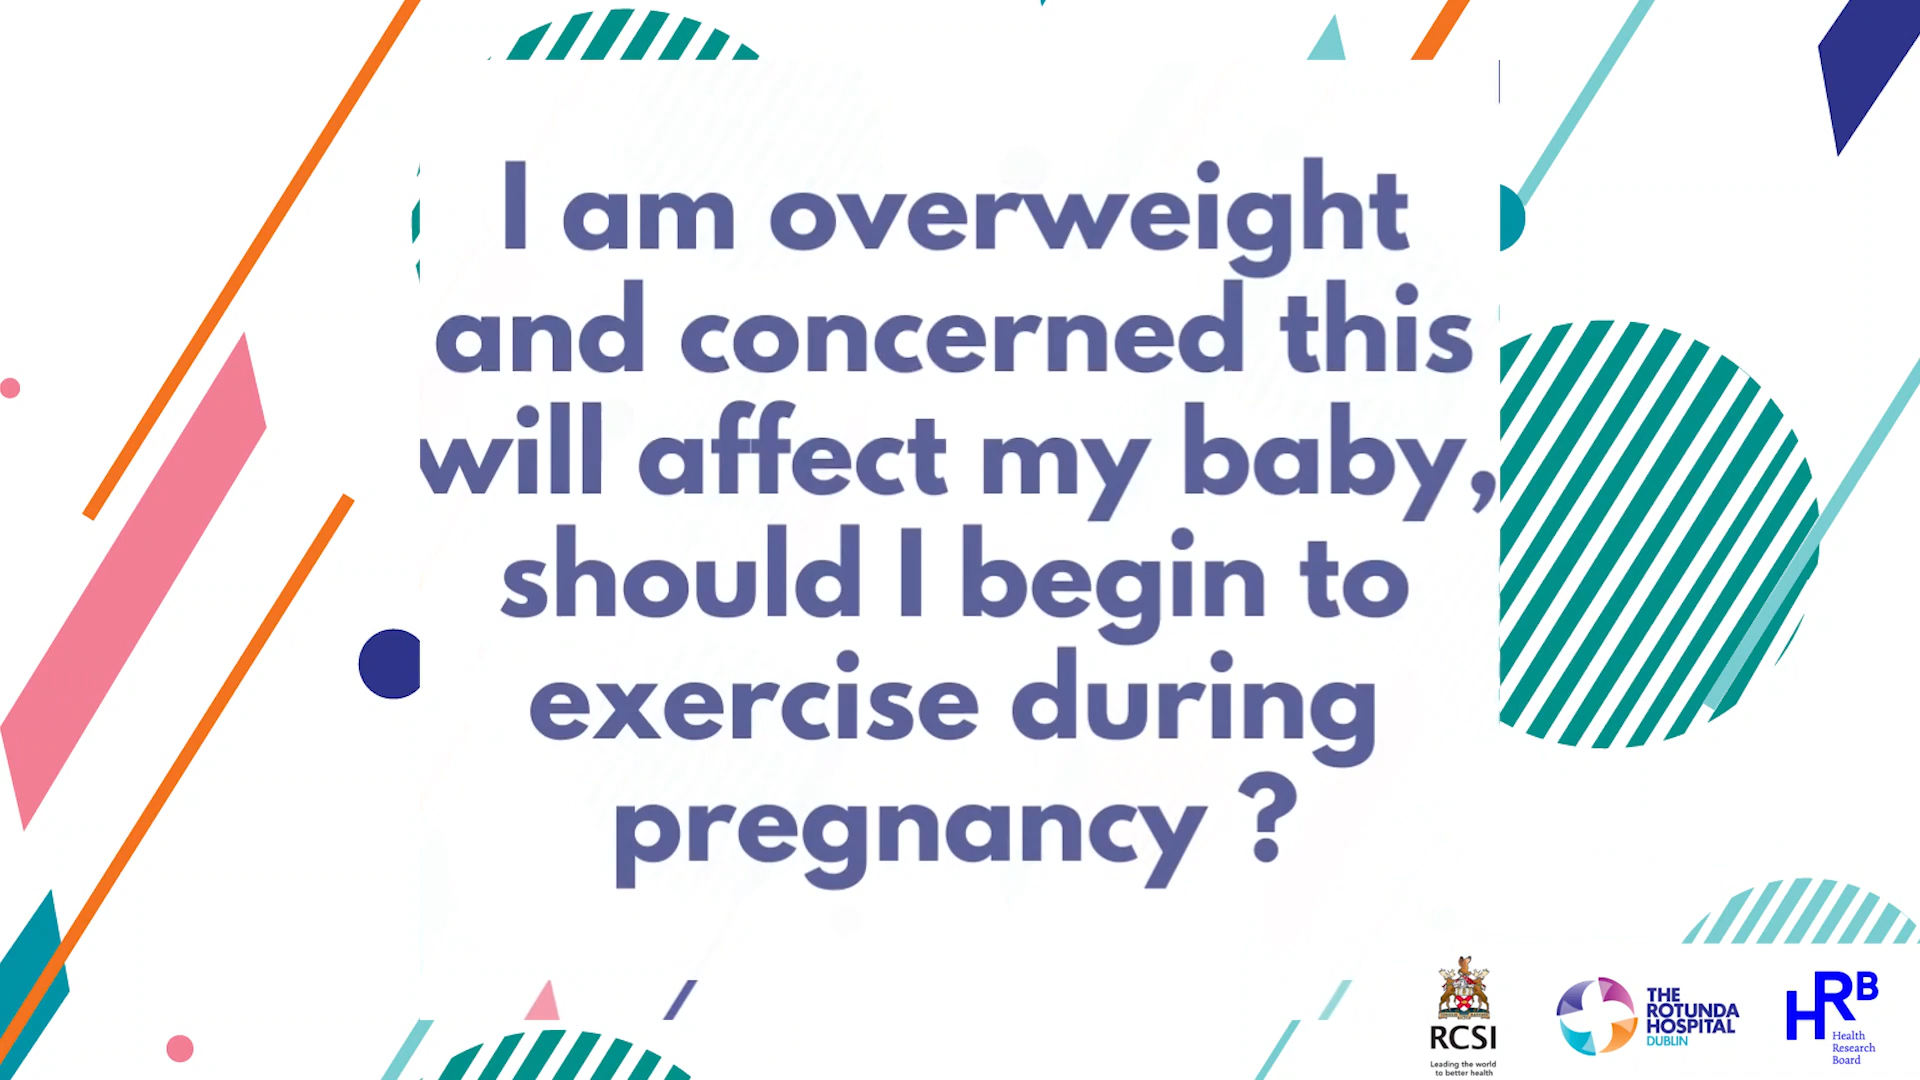 I am overweight
and concerned this
will affect my baby,
should I begin to
exercise during
pregnancy ?
RCSI
Leading the world
to better health
THE
ROTUNDA
HOSPITAL
DUBLIN
HRB
Health
Research
Board